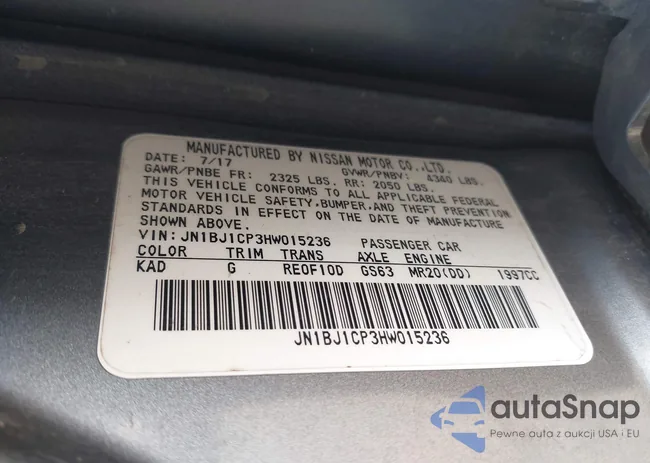 MANUFACTURED BY NISSAN MOTOR CO.,LTD.
DATE: 7/17 GVWR/PNBV: 4340 LBS.
GAWR/PNBE FR: 2325 LBS. RR: 2050 LBS.
THIS VEHICLE CONFORMS TO ALL APPLICABLE FEDERAL
MOTOR VEHICLE SAFETY,BUMPER,AND THEFT PREVENTION
STANDARDS IN EFFECT ON THE DATE OF MANUFACTURE
SHOWN ABOVE.
VIN:JN1BJ1CP3HW015236 PASSENGER CAR
COLOR TRIM TRANS AXLE ENGINE
KAD G RE0F10D GS63 MR20(DD) 1997CC
JN1BJ1CP3HW015236
autaSnap
Pewne auta z aukcji USA i EU